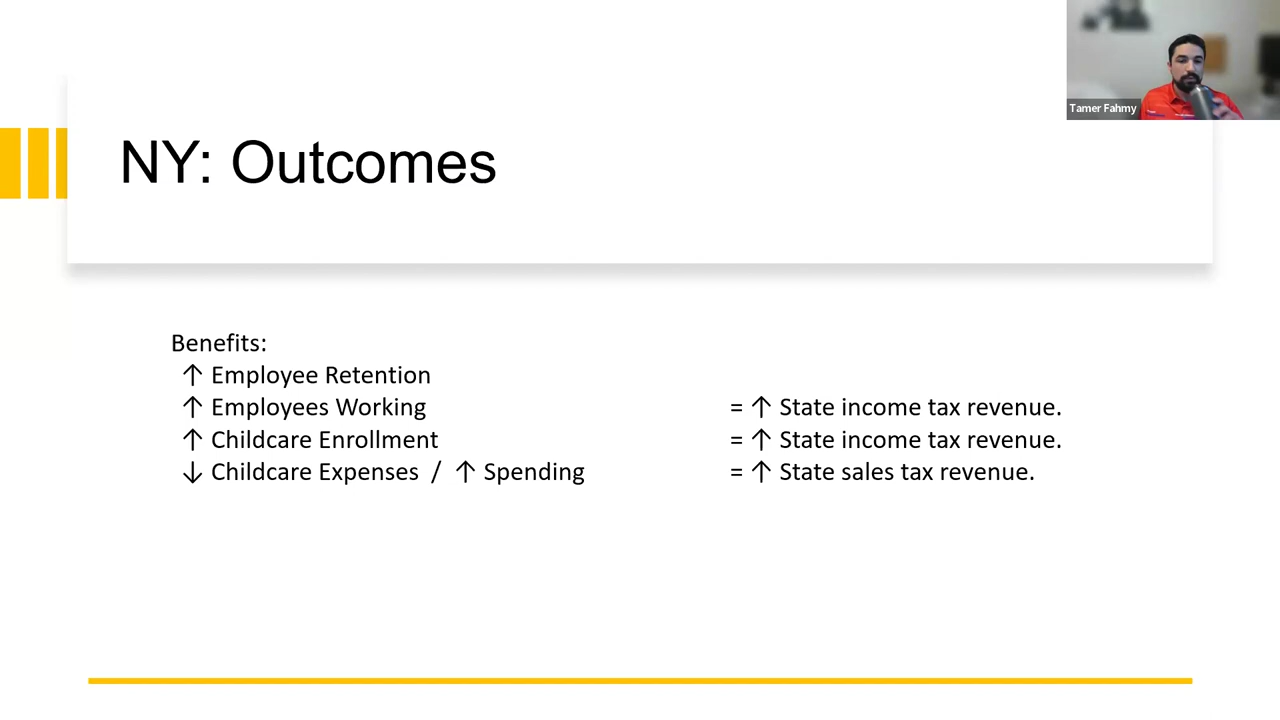 Tamer Fahmy
NY: Outcomes
Benefits:
↑ Employee Retention
↑ Employees Working = ↑ State income tax revenue.
↑ Childcare Enrollment = ↑ State income tax revenue.
↓ Childcare Expenses / ↑ Spending = ↑ State sales tax revenue.